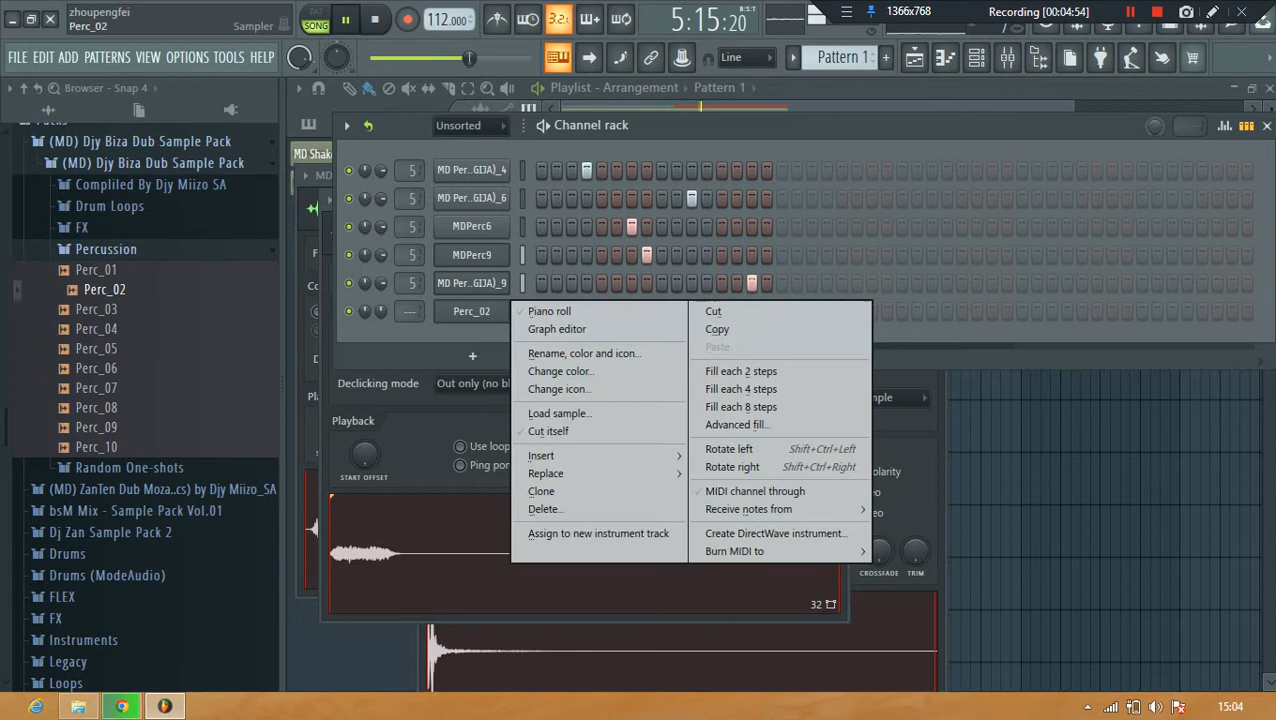 zhoupengfei
Perc_02
Sampler
PAT
SONG
112.000
3.2.
5:15:20
B:S:T
1366x768
Recording [00:04:54]
FILE EDIT ADD PATTERNS VIEW OPTIONS TOOLS HELP
Line
Pattern 1
Browser - Snap 4
Playlist - Arrangement
Pattern 1
Unsorted
Channel rack
(MD) Djy Biza Dub Sample Pack
(MD) Djy Biza Dub Sample Pack
Compliled By Djy Miizo SA
Drum Loops
FX
Percussion
Perc_01
Perc_02
Perc_03
Perc_04
Perc_05
Perc_06
Perc_07
Perc_08
Perc_09
Perc_10
Random One-shots
(MD) ZanTen Dub Moza..cs) by Djy Miizo_SA
bsM Mix - Sample Pack Vol.01
Dj Zan Sample Pack 2
Drums
Drums (ModeAudio)
FLEX
FX
Instruments
Legacy
Loops
MD Shak
MD
5 MD Per..GIJA)_4
5 MD Per..GIJA)_6
5 MDPerc6
5 MDPerc9
5 MD Per..GIJA)_9
--- Perc_02
+
Declicking mode
Out only (no bl
Playback
START OFFSET
Use loop
Ping pon
Piano roll
Graph editor
Rename, color and icon...
Change color...
Change icon...
Load sample...
Cut itself
Insert
Replace
Clone
Delete...
Assign to new instrument track
Cut
Copy
Paste
Fill each 2 steps
Fill each 4 steps
Fill each 8 steps
Advanced fill...
Rotate left Shift+Ctrl+Left
Rotate right Shift+Ctrl+Right
MIDI channel through
Receive notes from
Create DirectWave instrument...
Burn MIDI to
mple
olarity
eo
CROSSFADE
TRIM
32
15:04